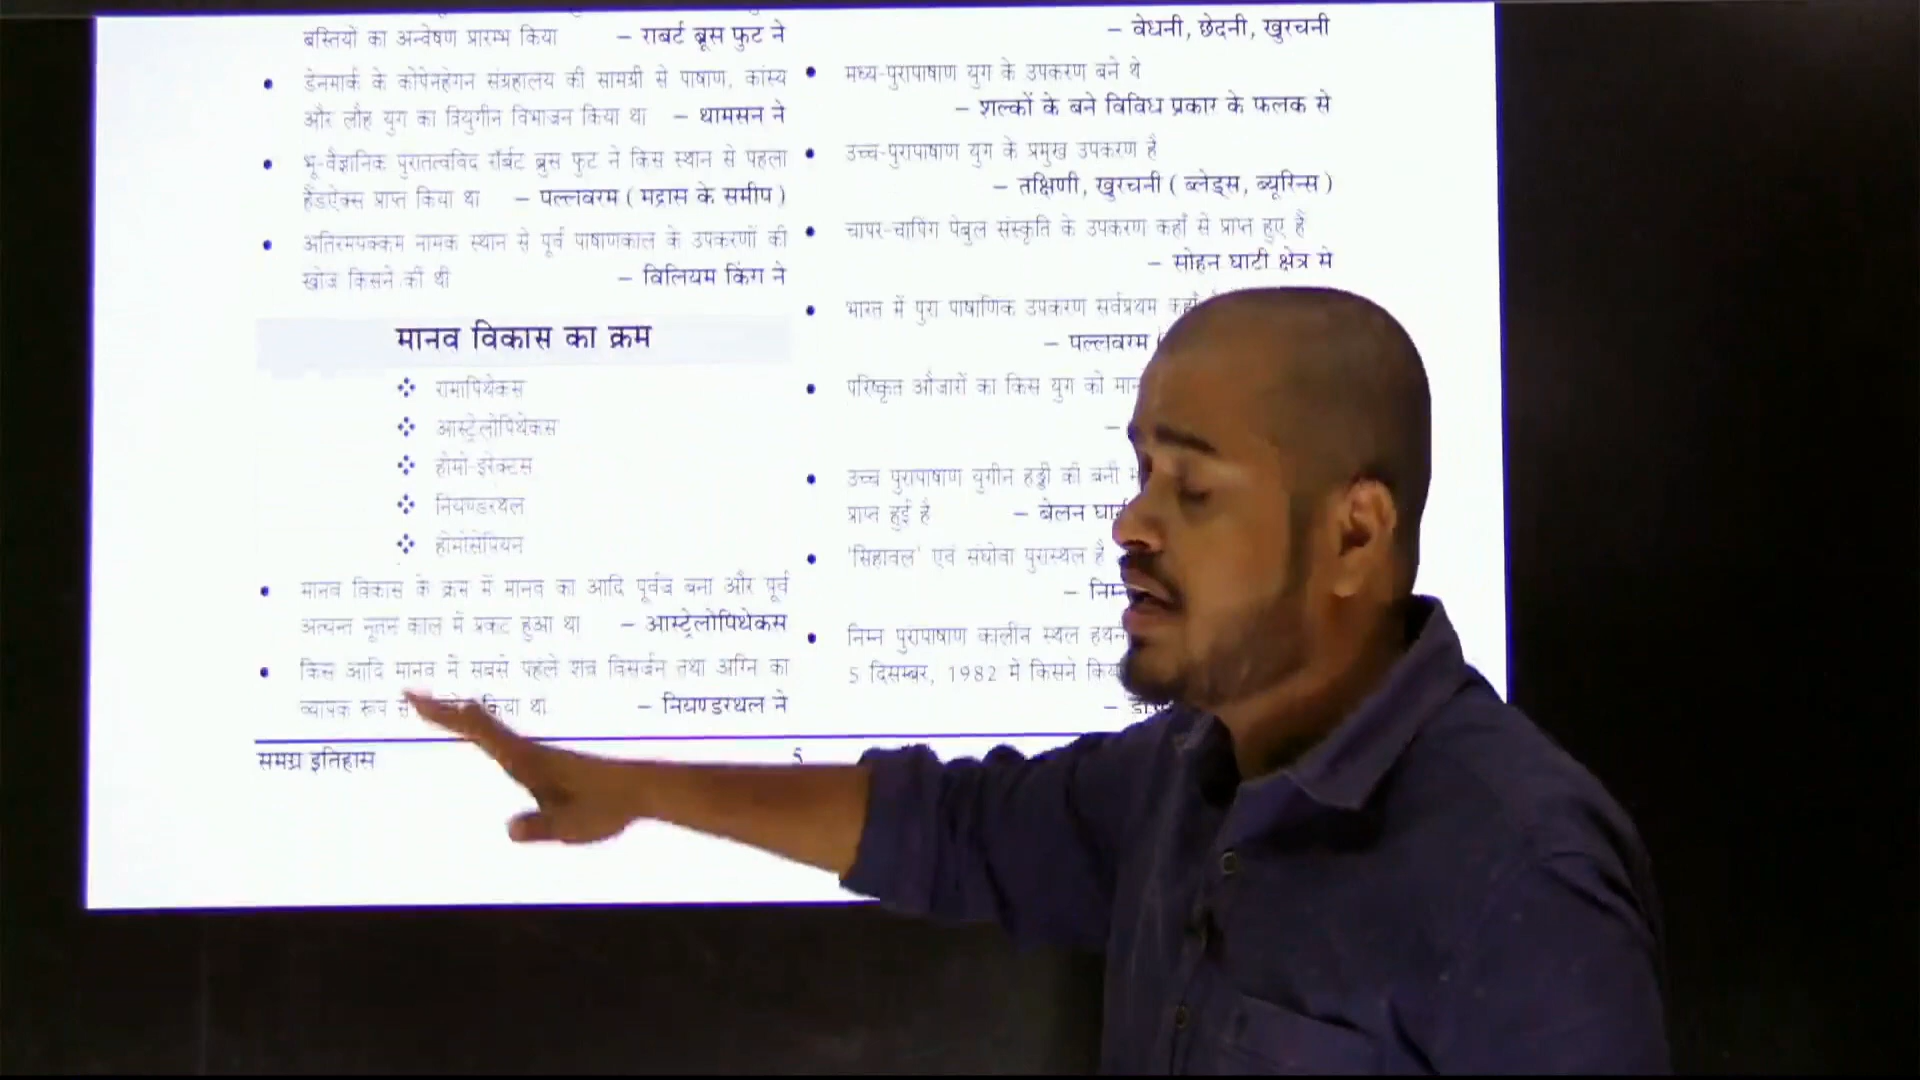 बस्तियों का अन्वेषण प्रारम्भ किया – राबर्ट ब्रूस फुट ने
• डेनमार्क के कोपेनहेगन संग्रहालय की सामग्री से पाषाण, कांस्य
और लौह युग का त्रियुगीन विभाजन किया था – थामसन ने
• भू-वैज्ञानिक पुरातत्वविद रॉर्बट ब्रुस फुट ने किस स्थान से पहला
हैंडऐक्स प्राप्त किया था – पल्लवरम ( मद्रास के समीप )
• अतिरमपक्कम नामक स्थान से पूर्व पाषाणकाल के उपकरणों की
खोज किसने की थी – विलियम किंग ने
मानव विकास का क्रम
रामापिथेकस
आस्ट्रेलोपिथेकस
होमो-इरेक्टस
नियण्डरथल
होमोसेपियन
• मानव विकास के क्रम में मानव का आदि पूर्वज बना और पूर्व
अत्यन्त नूतन काल में प्रकट हुआ था – आस्ट्रेलोपिथेकस
• किस आदि मानव ने सबसे पहले शव विसर्जन तथा अग्नि का
व्यापक रूप से किया था – नियण्डरथल ने
समग्र इतिहास 5
– वेधनी, छेदनी, खुरचनी
• मध्य-पुरापाषाण युग के उपकरण बने थे
– शल्कों के बने विविध प्रकार के फलक से
• उच्च-पुरापाषाण युग के प्रमुख उपकरण है
– तक्षिणी, खुरचनी ( ब्लेड्स, ब्यूरिन्स )
• चापर-चापिंग पेबुल संस्कृति के उपकरण कहाँ से प्राप्त हुए हैं
– सोहन घाटी क्षेत्र मे
• भारत में पुरा पाषाणिक उपकरण सर्वप्रथम कहाँ
– पल्लवरम (
• परिष्कृत औजारों का किस युग को
–
• उच्च पुरापाषाण युगीन हड्डी की बनी
प्राप्त हुई है – बेलन
• 'सिहावल' एवं संघोवा पुरास्थल है
– निम्न
• निम्न पुरापाषाण कालीन स्थल
5 दिसम्बर, 1982 मे किसने
–